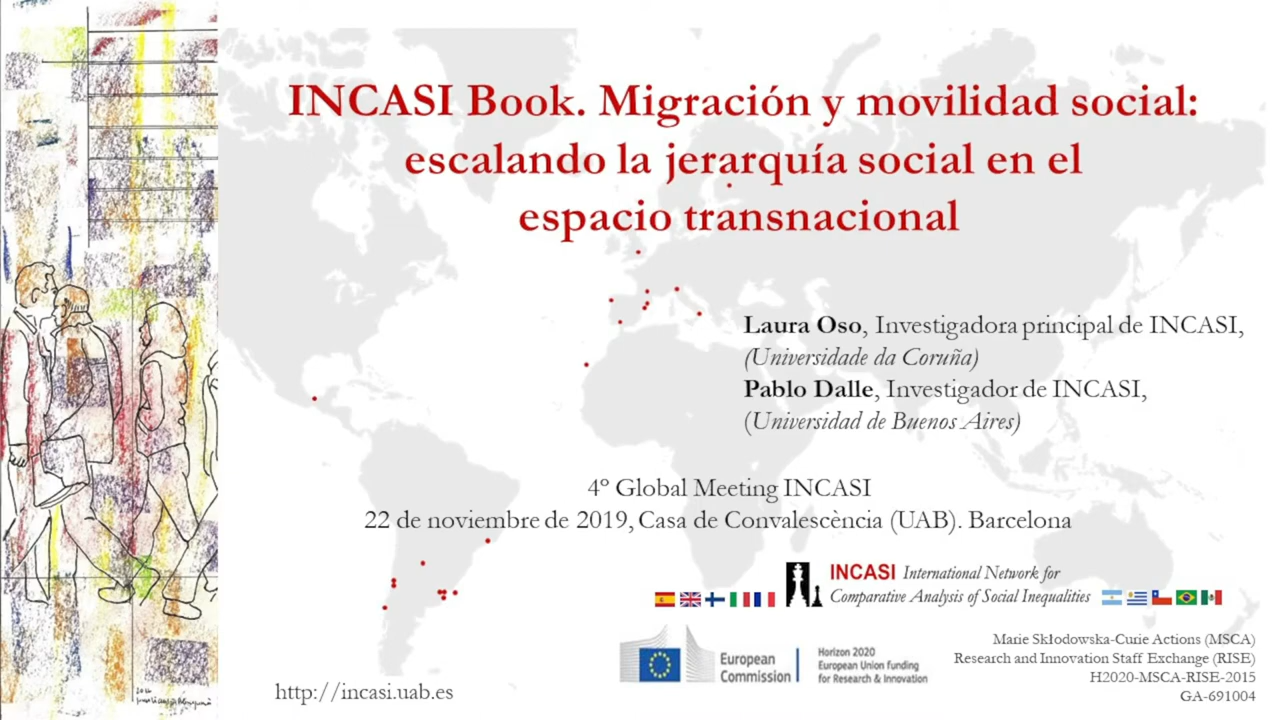 INCASI Book. Migración y movilidad social:
escalando la jerarquía social en el
espacio transnacional
Laura Oso, Investigadora principal de INCASI,
(Universidade da Coruña)
Pablo Dalle, Investigador de INCASI,
(Universidad de Buenos Aires)
4º Global Meeting INCASI
22 de noviembre de 2019, Casa de Convalescència (UAB). Barcelona
INCASI International Network for
Comparative Analysis of Social Inequalities
European
Commission
Horizon 2020
European Union funding
for Research & Innovation
Marie Skłodowska-Curie Actions (MSCA)
Research and Innovation Staff Exchange (RISE)
H2020-MSCA-RISE-2015
GA-691004
http://incasi.uab.es